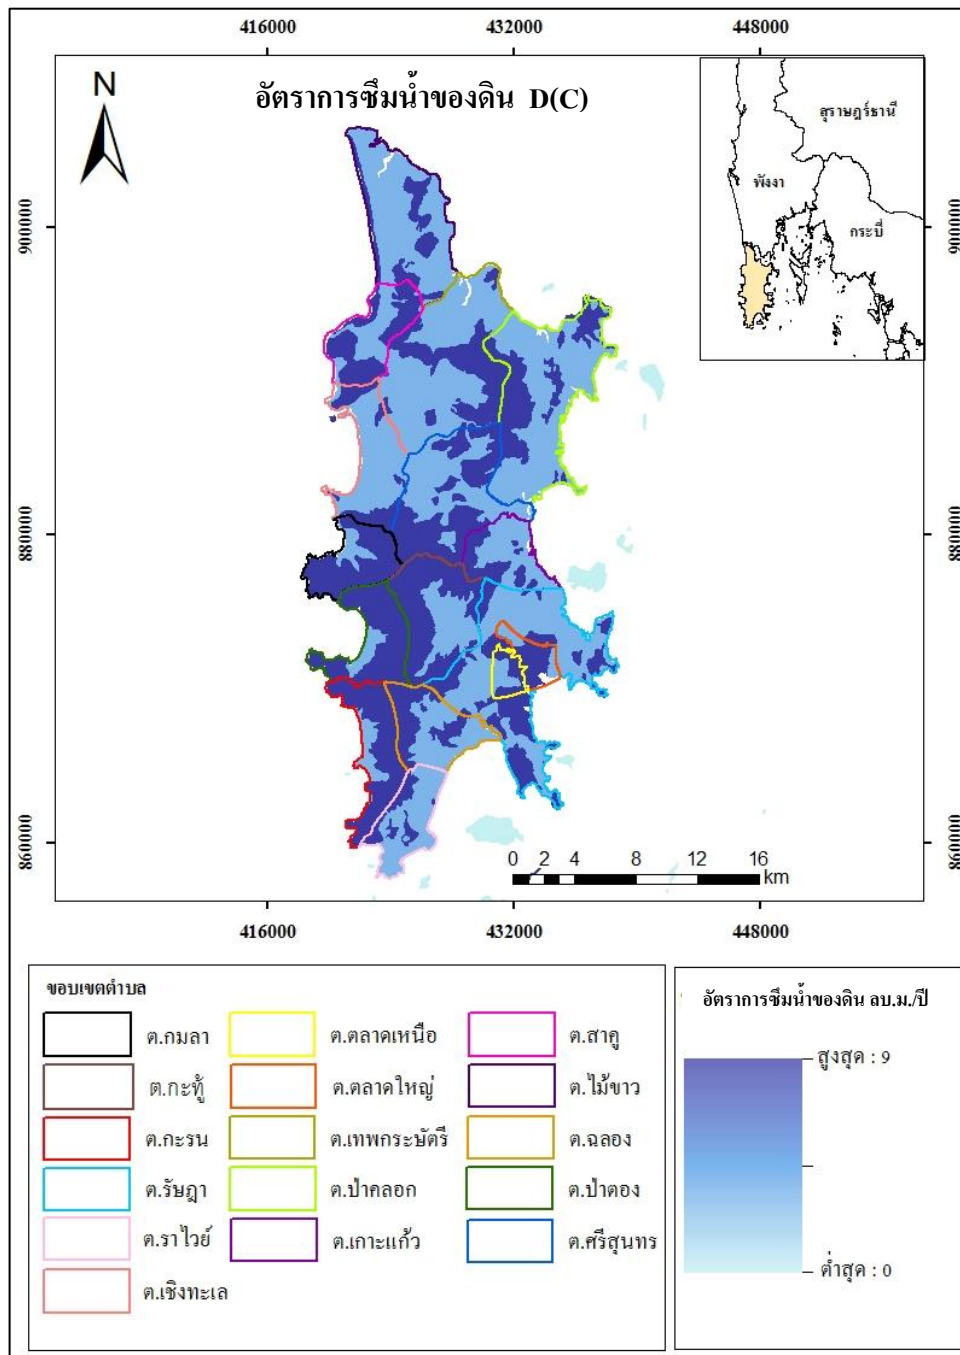 416000 432000 448000
N
อัตราการซึมน้ำของดิน D(C)
สุราษฎร์ธานี
พังงา
กระบี่
900000 900000
880000 880000
860000 860000
0 2 4 8 12 16
km
416000 432000 448000
ขอบเขตตำบล
ต.กมลา ต.ตลาดเหนือ ต.สาคู
ต.กะทู้ ต.ตลาดใหญ่ ต.ไม้ขาว
ต.กะรน ต.เทพกระษัตรี ต.ฉลอง
ต.รัษฎา ต.ป่าคลอก ต.ป่าตอง
ต.ราไวย์ ต.เกาะแก้ว ต.ศรีสุนทร
ต.เชิงทะเล
อัตราการซึมน้ำของดิน ลบ.ม./ปี
สูงสุด : 9
ต่ำสุด : 0